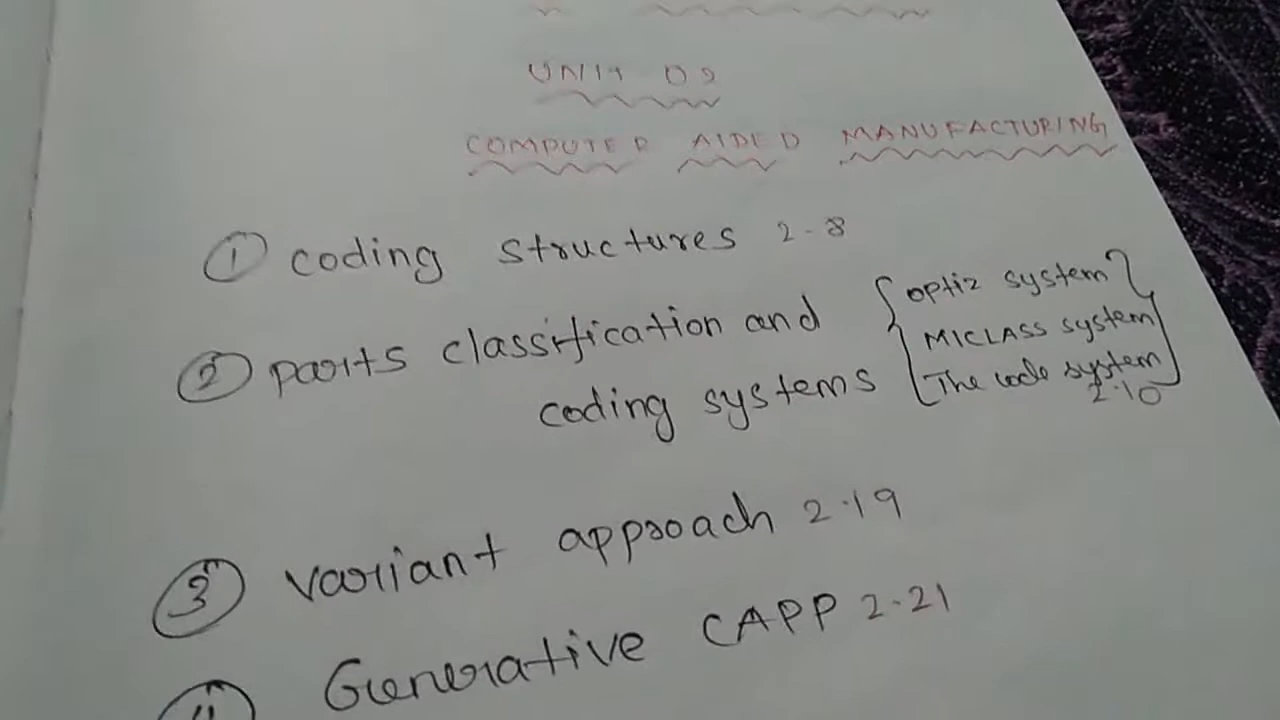 UNIT 02
COMPUTER AIDED MANUFACTURING
① coding structures 2-8
② parts classification and
coding systems
{ optiz system }
MICLASS system
The code system
2.10
③ variant approach 2.19
④ Generative CAPP 2.21